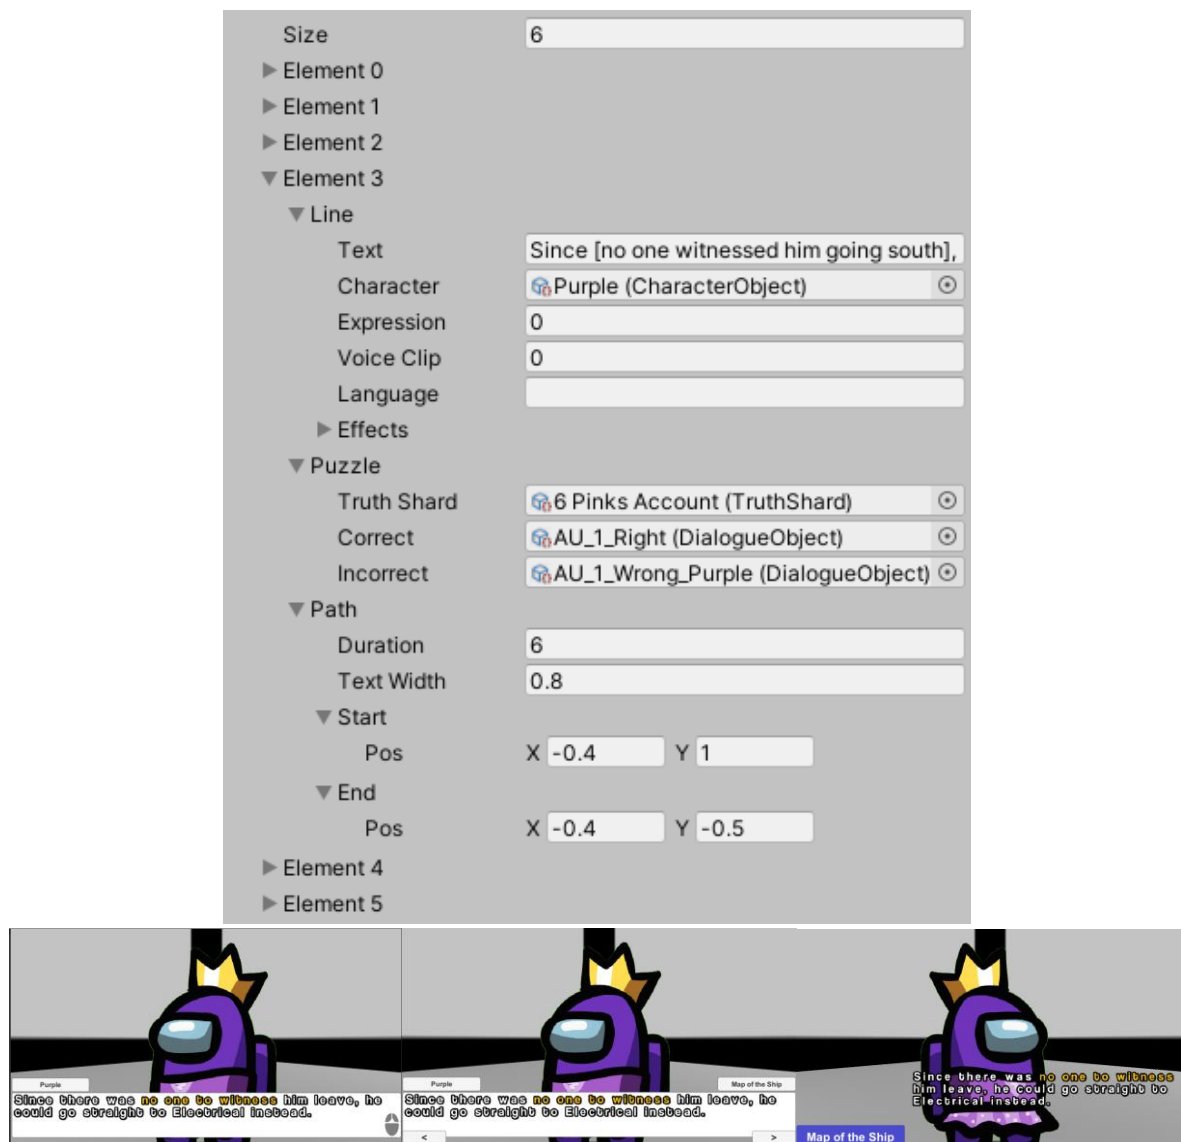 Size 6
Element 0
Element 1
Element 2
Element 3
Line
Text Since [no one witnessed him going south],
Character Purple (CharacterObject)
Expression 0
Voice Clip 0
Language
Effects
Puzzle
Truth Shard 6 Pinks Account (TruthShard)
Correct AU_1_Right (DialogueObject)
Incorrect AU_1_Wrong_Purple (DialogueObject)
Path
Duration 6
Text Width 0.8
Start
Pos X -0.4 Y 1
End
Pos X -0.4 Y -0.5
Element 4
Element 5
Purple
Since there was no one to witness him leave, he
could go straight to Electrical instead.
Purple Map of the Ship
Since there was no one to witness him leave, he
could go straight to Electrical instead.
< >
Since there was no one to witness
him leave, he could go straight to
Electrical instead.
Map of the Ship